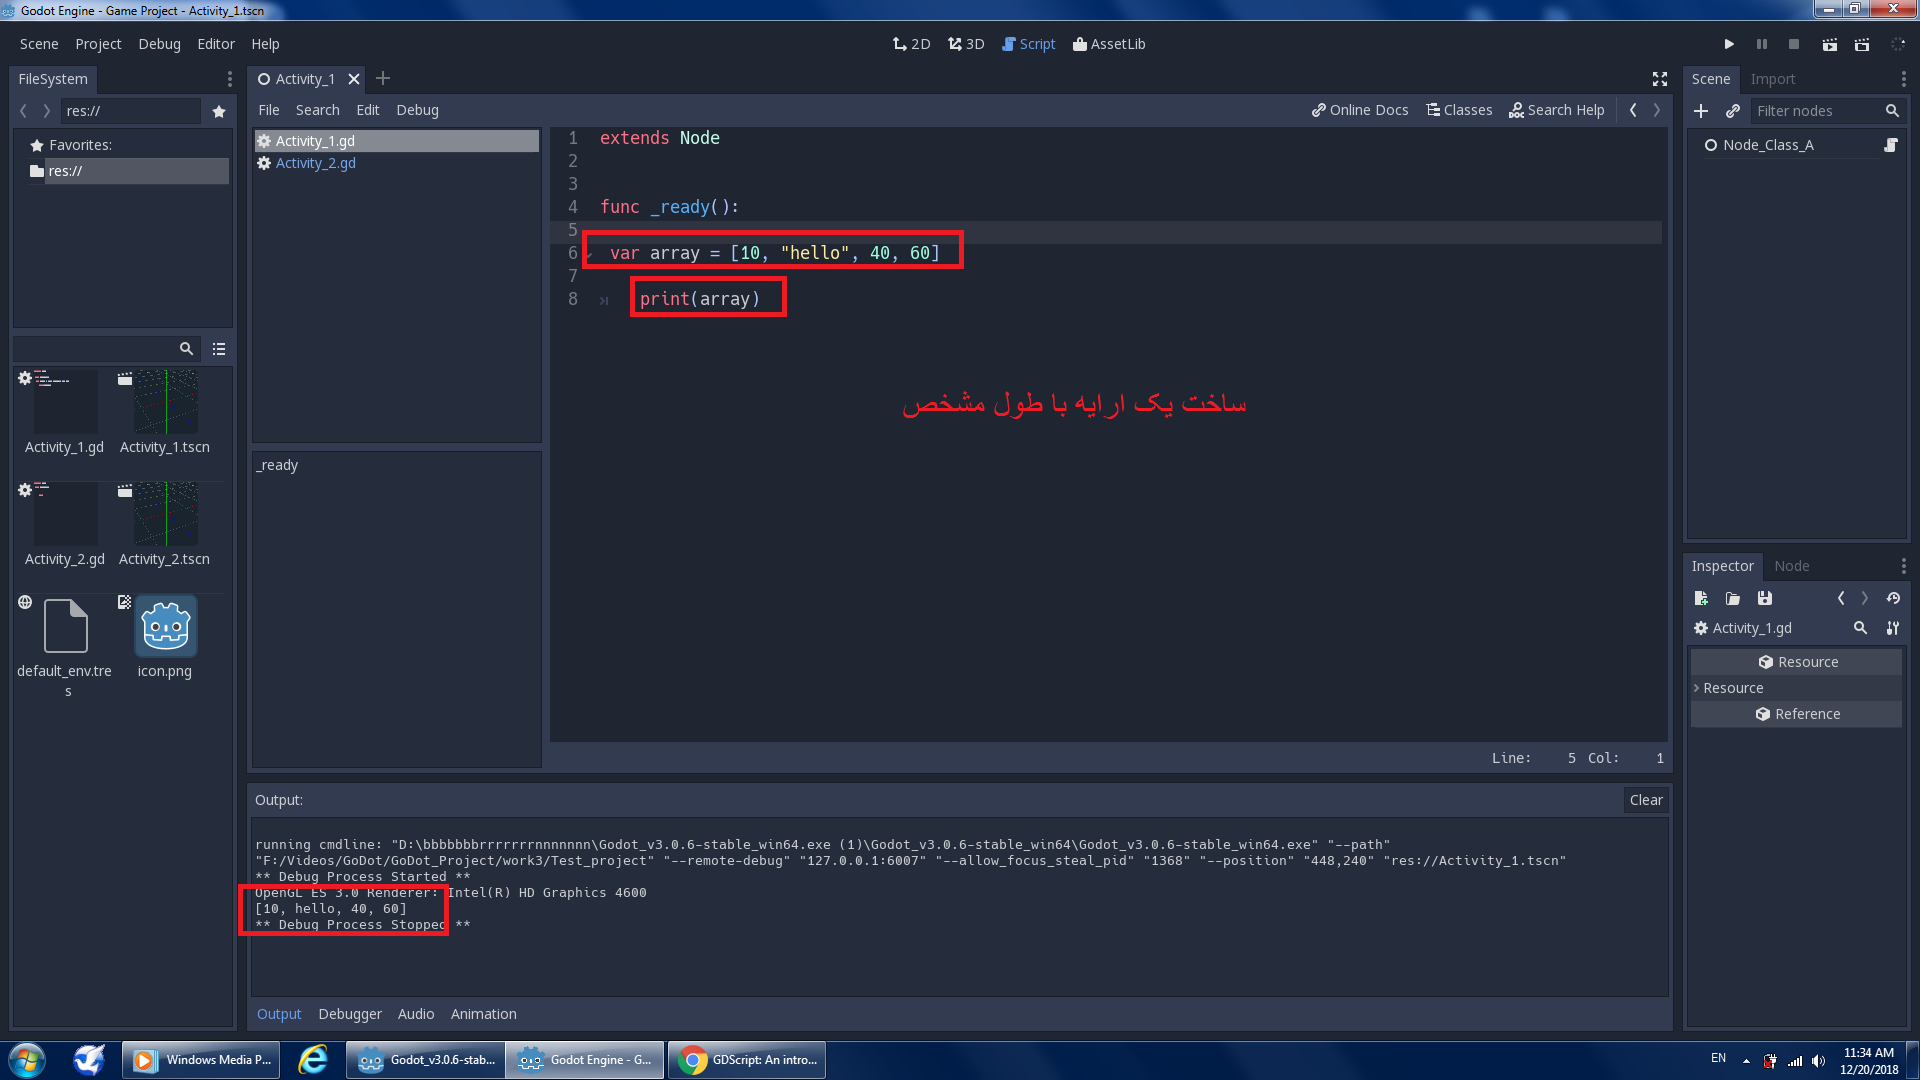 Godot Engine - Game Project - Activity_1.tscn
Scene Project Debug Editor Help
2D 3D Script AssetLib
FileSystem
res://
Favorites:
res://
Activity_1.gd
Activity_1.tscn
Activity_2.gd
Activity_2.tscn
default_env.tre
s
icon.png
Activity_1
File Search Edit Debug
Online Docs Classes Search Help
Activity_1.gd
Activity_2.gd
_ready
1 extends Node
2
3
4 func _ready():
5
6 var array = [10, "hello", 40, 60]
7
8 print(array)
ساخت یک ارایه با طول مشخص
Line: 5 Col: 1
Output:
Clear
running cmdline: "D:\bbbbbbbrrrrrrrnnnnnnn\Godot_v3.0.6-stable_win64.exe (1)\Godot_v3.0.6-stable_win64\Godot_v3.0.6-stable_win64.exe" "--path"
"F:/Videos/GoDot/GoDot_Project/work3/Test_project" "--remote-debug" "127.0.0.1:6007" "--allow_focus_steal_pid" "1368" "--position" "448,240" "res://Activity_1.tscn"
** Debug Process Started **
OpenGL ES 3.0 Renderer: Intel(R) HD Graphics 4600
[10, hello, 40, 60]
** Debug Process Stopped **
Output Debugger Audio Animation
Scene Import
Filter nodes
Node_Class_A
Inspector Node
Activity_1.gd
Resource
Resource
Reference
Windows Media P...
Godot_v3.0.6-stab...
Godot Engine - G...
GDScript: An intro...
EN
11:34 AM
12/20/2018